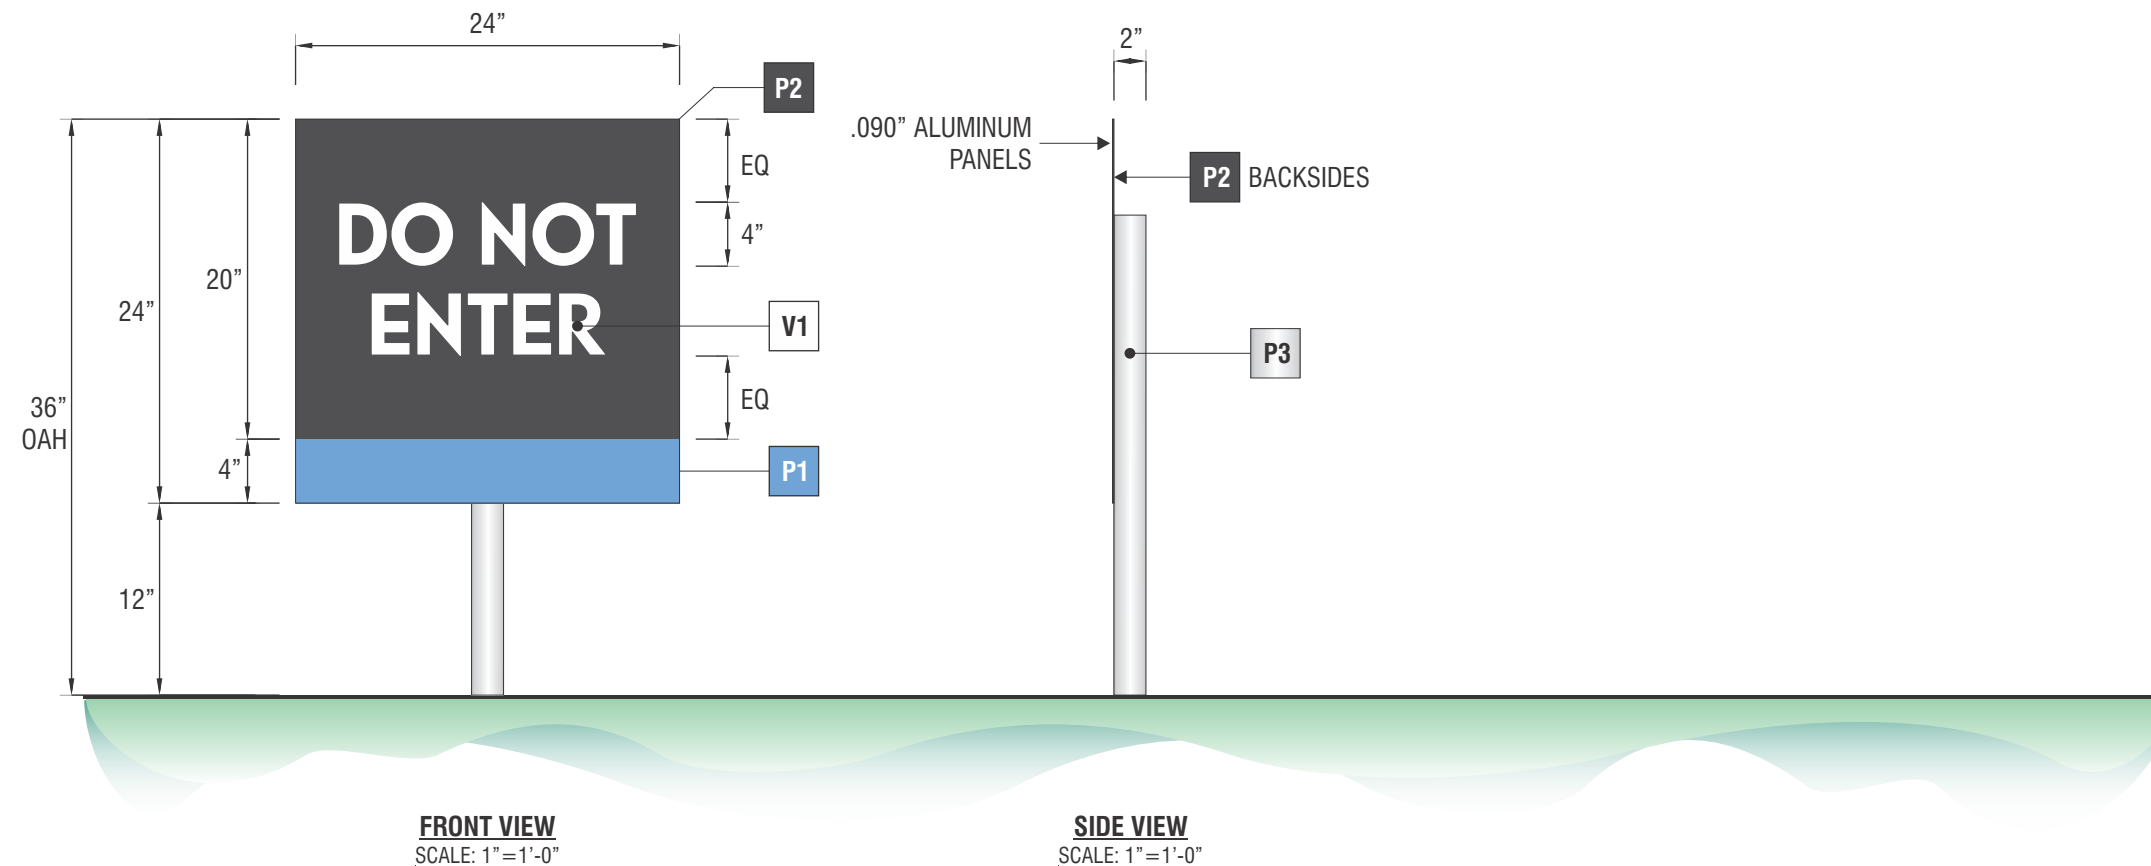 24”
P2
EQ
4”
DO NOT
ENTER
20”
24”
V1
EQ
36”
OAH
4”
P1
12”
FRONT VIEW
SCALE: 1”=1’-0”
2”
.090” ALUMINUM
PANELS
P2 BACKSIDES
P3
SIDE VIEW
SCALE: 1”=1’-0”